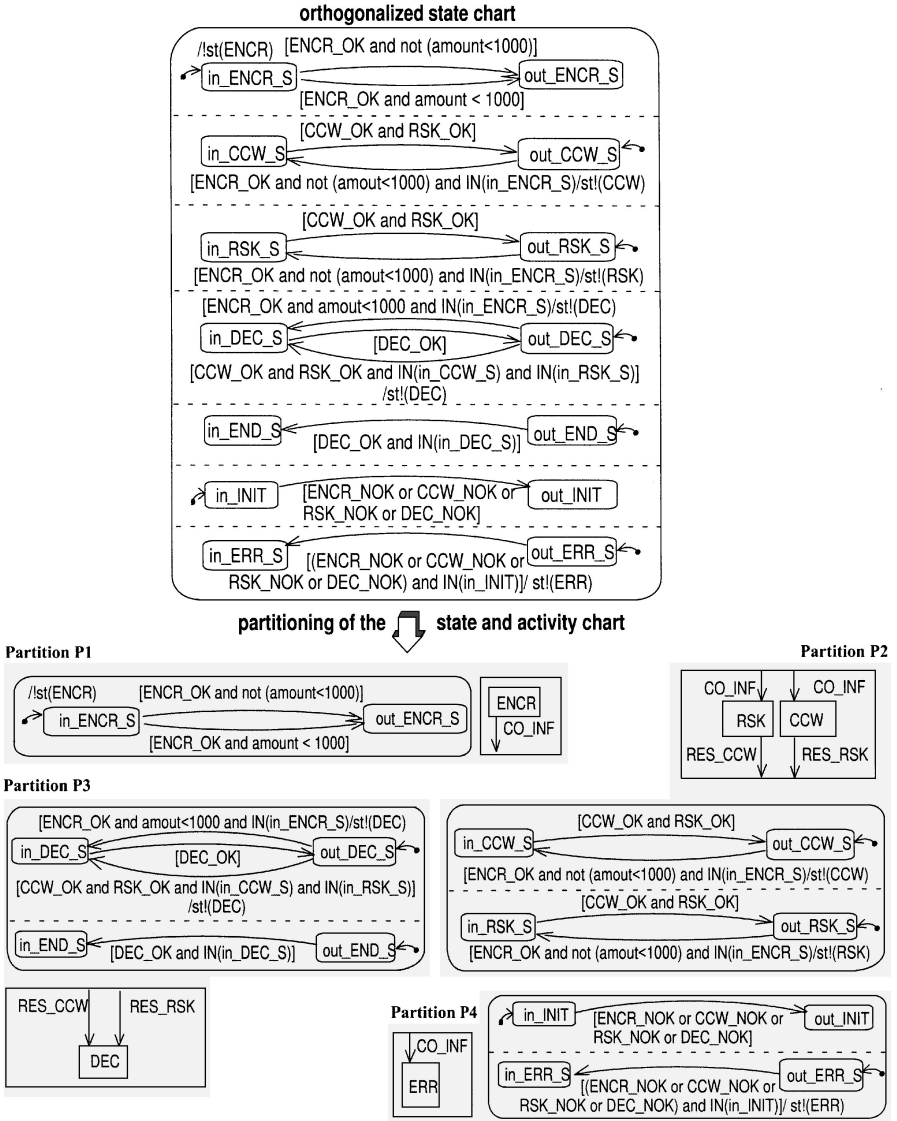 orthogonalized state chart
/!st(ENCR) [ENCR_OK and not (amount<1000)]
in_ENCR_S out_ENCR_S
[ENCR_OK and amount < 1000]
[CCW_OK and RSK_OK]
in_CCW_S out_CCW_S
[ENCR_OK and not (amout<1000) and IN(in_ENCR_S)/st!(CCW)
[CCW_OK and RSK_OK]
in_RSK_S out_RSK_S
[ENCR_OK and not (amout<1000) and IN(in_ENCR_S)/st!(RSK)
[ENCR_OK and amout<1000 and IN(in_ENCR_S)/st!(DEC)
in_DEC_S [DEC_OK] out_DEC_S
[CCW_OK and RSK_OK and IN(in_CCW_S) and IN(in_RSK_S)]
/st!(DEC)
in_END_S out_END_S
[DEC_OK and IN(in_DEC_S)]
in_INIT [ENCR_NOK or CCW_NOK or out_INIT
RSK_NOK or DEC_NOK]
in_ERR_S out_ERR_S
[(ENCR_NOK or CCW_NOK or
RSK_NOK or DEC_NOK) and IN(in_INIT)]/ st!(ERR)
partitioning of the state and activity chart
Partition P1
/!st(ENCR) [ENCR_OK and not (amount<1000)]
in_ENCR_S out_ENCR_S
[ENCR_OK and amount < 1000]
ENCR
CO_INF
Partition P2
CO_INF CO_INF
RSK CCW
RES_CCW RES_RSK
Partition P3
[ENCR_OK and amout<1000 and IN(in_ENCR_S)/st!(DEC)
in_DEC_S [DEC_OK] out_DEC_S
[CCW_OK and RSK_OK and IN(in_CCW_S) and IN(in_RSK_S)]
/st!(DEC)
in_END_S [DEC_OK and IN(in_DEC_S)] out_END_S
[CCW_OK and RSK_OK]
in_CCW_S out_CCW_S
[ENCR_OK and not (amout<1000) and IN(in_ENCR_S)/st!(CCW)
[CCW_OK and RSK_OK]
in_RSK_S out_RSK_S
[ENCR_OK and not (amout<1000) and IN(in_ENCR_S)/st!(RSK)
RES_CCW RES_RSK
DEC
Partition P4
CO_INF
ERR
in_INIT [ENCR_NOK or CCW_NOK or out_INIT
RSK_NOK or DEC_NOK]
in_ERR_S out_ERR_S
[(ENCR_NOK or CCW_NOK or
RSK_NOK or DEC_NOK) and IN(in_INIT)]/ st!(ERR)